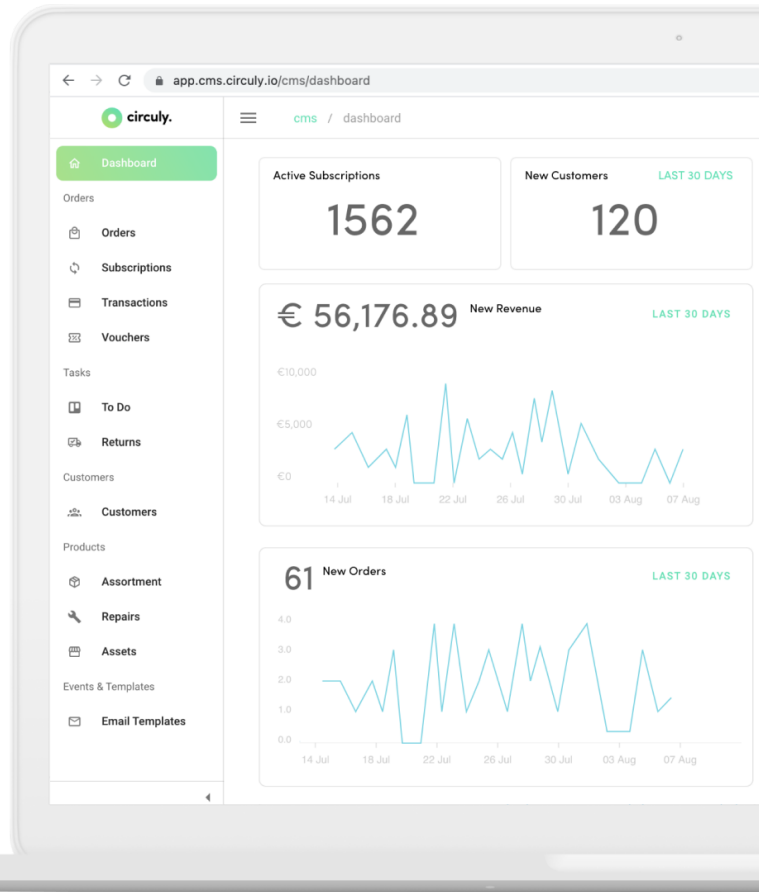 app.cms.circuly.io/cms/dashboard
circuly.
cms / dashboard
Dashboard
Orders
Orders
Subscriptions
Transactions
Vouchers
Tasks
To Do
Returns
Customers
Customers
Products
Assortment
Repairs
Assets
Events & Templates
Email Templates
Active Subscriptions
1562
New Customers LAST 30 DAYS
120
€ 56,176.89 New Revenue LAST 30 DAYS
€10,000
€5,000
€0
14 Jul 18 Jul 22 Jul 26 Jul 30 Jul 03 Aug 07 Aug
61 New Orders LAST 30 DAYS
4.0
3.0
2.0
1.0
0.0
14 Jul 18 Jul 22 Jul 26 Jul 30 Jul 03 Aug 07 Aug